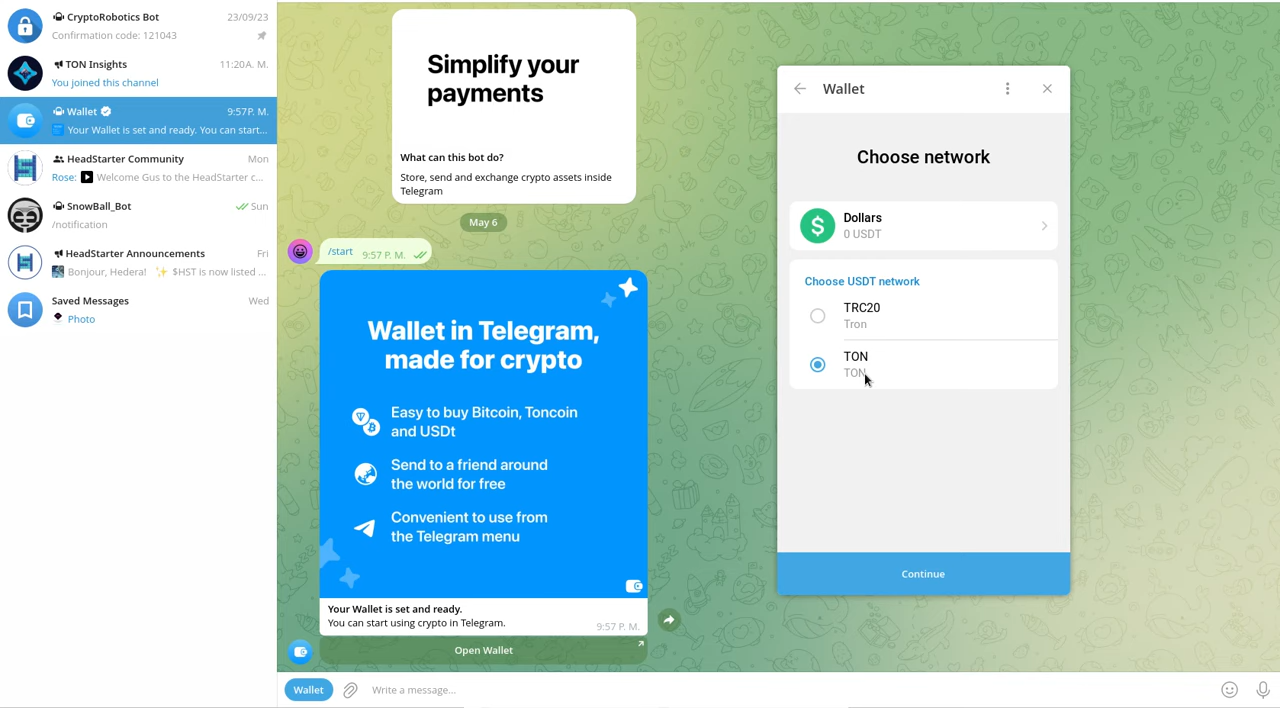 CryptoRobotics Bot 23/09/23
Confirmation code: 121043
TON Insights 11:20 A. M.
You joined this channel
Wallet 9:57 P. M.
Your Wallet is set and ready. You can start...
HeadStarter Community Mon
Rose: Welcome Gus to the HeadStarter c...
SnowBall_Bot Sun
/notification
HeadStarter Announcements Fri
Bonjour, Hedera! ✨ $HST is now listed ...
Saved Messages Wed
Photo
Simplify your
payments
What can this bot do?
Store, send and exchange crypto assets inside
Telegram
May 6
/start 9:57 P. M.
Wallet in Telegram,
made for crypto
Easy to buy Bitcoin, Toncoin
and USDt
Send to a friend around
the world for free
Convenient to use from
the Telegram menu
Your Wallet is set and ready.
You can start using crypto in Telegram.
9:57 P. M.
Open Wallet
Wallet Write a message...
Wallet
Choose network
Dollars
0 USDT
Choose USDT network
TRC20
Tron
TON
TON
Continue